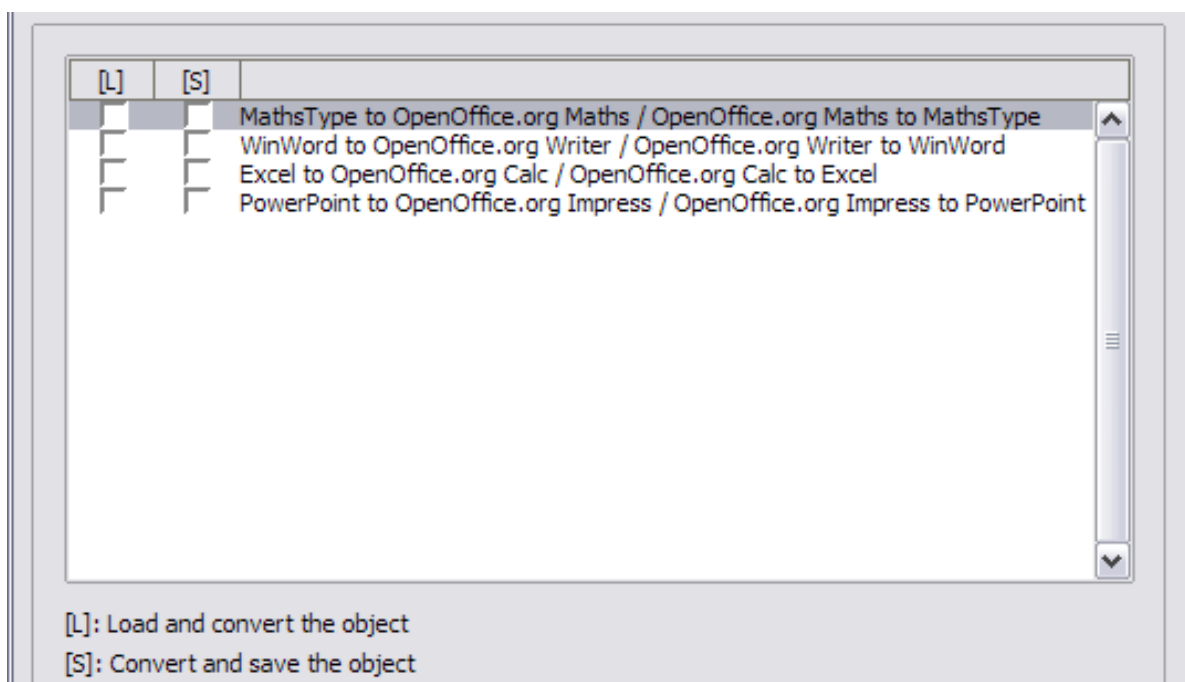 [L] [S]
MathsType to OpenOffice.org Maths / OpenOffice.org Maths to MathsType
WinWord to OpenOffice.org Writer / OpenOffice.org Writer to WinWord
Excel to OpenOffice.org Calc / OpenOffice.org Calc to Excel
PowerPoint to OpenOffice.org Impress / OpenOffice.org Impress to PowerPoint
[L]: Load and convert the object
[S]: Convert and save the object